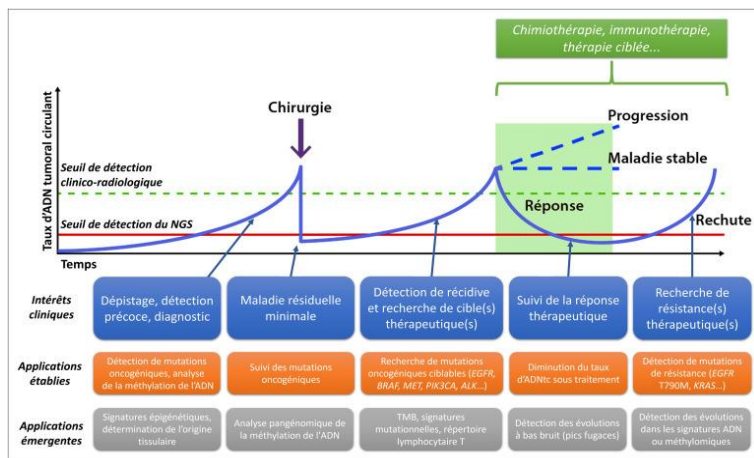 Chimiothérapie, immunothérapie,
thérapie ciblée...
Taux d'ADN tumoral circulant
Chirurgie
Progression
Seuil de détection
clinico-radiologique
Maladie stable
Réponse
Seuil de détection du NGS
Rechute
Temps
Intérêts
cliniques
Dépistage, détection
précoce, diagnostic
Maladie résiduelle
minimale
Détection de récidive
et recherche de cible(s)
thérapeutique(s)
Suivi de la réponse
thérapeutique
Recherche de
résistance(s)
thérapeutique(s)
Applications
établies
Détection de mutations
oncogéniques, analyse
de la méthylation de l'ADN
Suivi des mutations
oncogéniques
Recherche de mutations
oncogéniques ciblables (EGFR,
BRAF, MET, PIK3CA, ALK...)
Diminution du taux
d'ADNtc sous traitement
Détection de mutations
de résistance (EGFR
T790M, KRAS...)
Applications
émergentes
Signatures épigénétiques,
détermination de l'origine
tissulaire
Analyse pangénomique de
la méthylation de l'ADN
TMB, signatures
mutationnelles, répertoire
lymphocytaire T
Détection des évolutions
à bas bruit (pics fugaces)
Détection des évolutions
dans les signatures ADN
ou méthylomiques